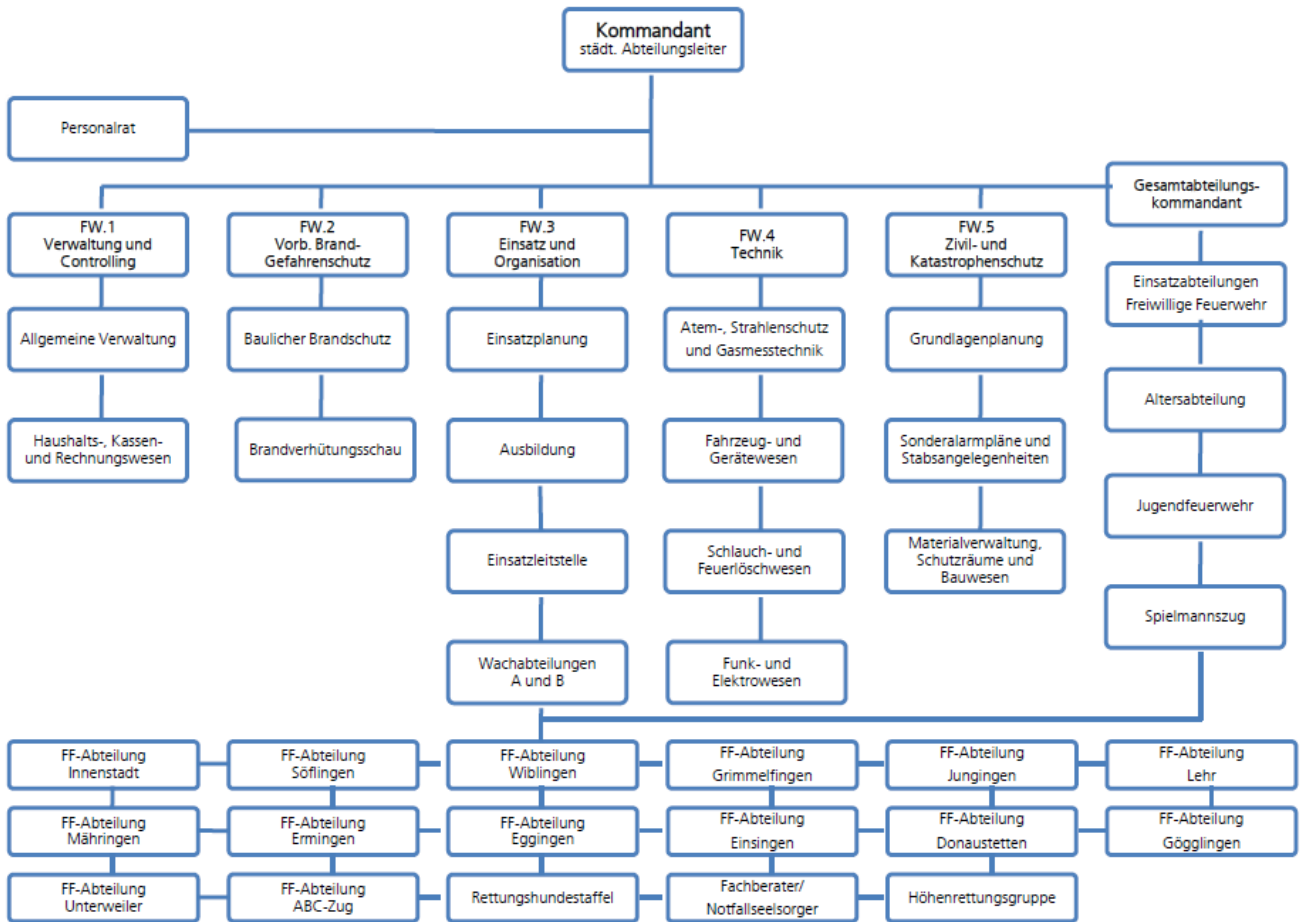 Kommandant
städt. Abteilungsleiter
Personalrat
Gesamtabteilungs-
kommandant
FW.1
Verwaltung und
Controlling
FW.2
Vorb. Brand-
Gefahrenschutz
FW.3
Einsatz und
Organisation
FW.4
Technik
FW.5
Zivil- und
Katastrophenschutz
Einsatzabteilungen
Freiwillige Feuerwehr
Allgemeine Verwaltung
Baulicher Brandschutz
Einsatzplanung
Atem-, Strahlenschutz
und Gasmesstechnik
Grundlagenplanung
Altersabteilung
Haushalts-, Kassen-
und Rechnungswesen
Brandverhütungsschau
Ausbildung
Fahrzeug- und
Gerätewesen
Sonderalarmpläne und
Stabsangelegenheiten
Jugendfeuerwehr
Einsatzleitstelle
Schlauch- und
Feuerlöschwesen
Materialverwaltung,
Schutzräume und
Bauwesen
Spielmannszug
Wachabteilungen
A und B
Funk- und
Elektrowesen
FF-Abteilung
Innenstadt
FF-Abteilung
Söflingen
FF-Abteilung
Wiblingen
FF-Abteilung
Grimmelfingen
FF-Abteilung
Jungingen
FF-Abteilung
Lehr
FF-Abteilung
Mähringen
FF-Abteilung
Ermingen
FF-Abteilung
Eggingen
FF-Abteilung
Einsingen
FF-Abteilung
Donaustetten
FF-Abteilung
Gögglingen
FF-Abteilung
Unterweiler
FF-Abteilung
ABC-Zug
Rettungshundestaffel
Fachberater/
Notfallseelsorger
Höhenrettungsgruppe